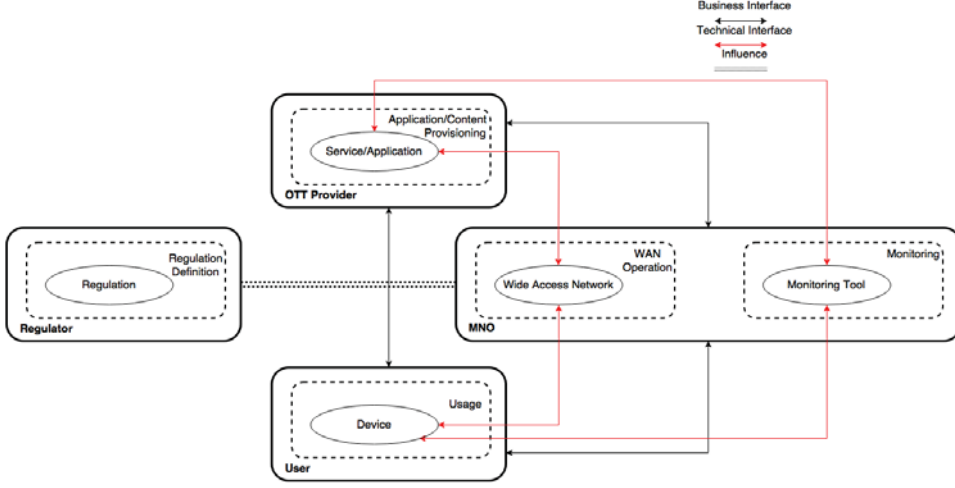 Business Interface
Technical Interface
Influence
Application/Content
Provisioning
Service/Application
OTT Provider
Regulation
Definition
Regulation
Regulator
WAN
Operation
Wide Access Network
Monitoring
Monitoring Tool
MNO
Usage
Device
User